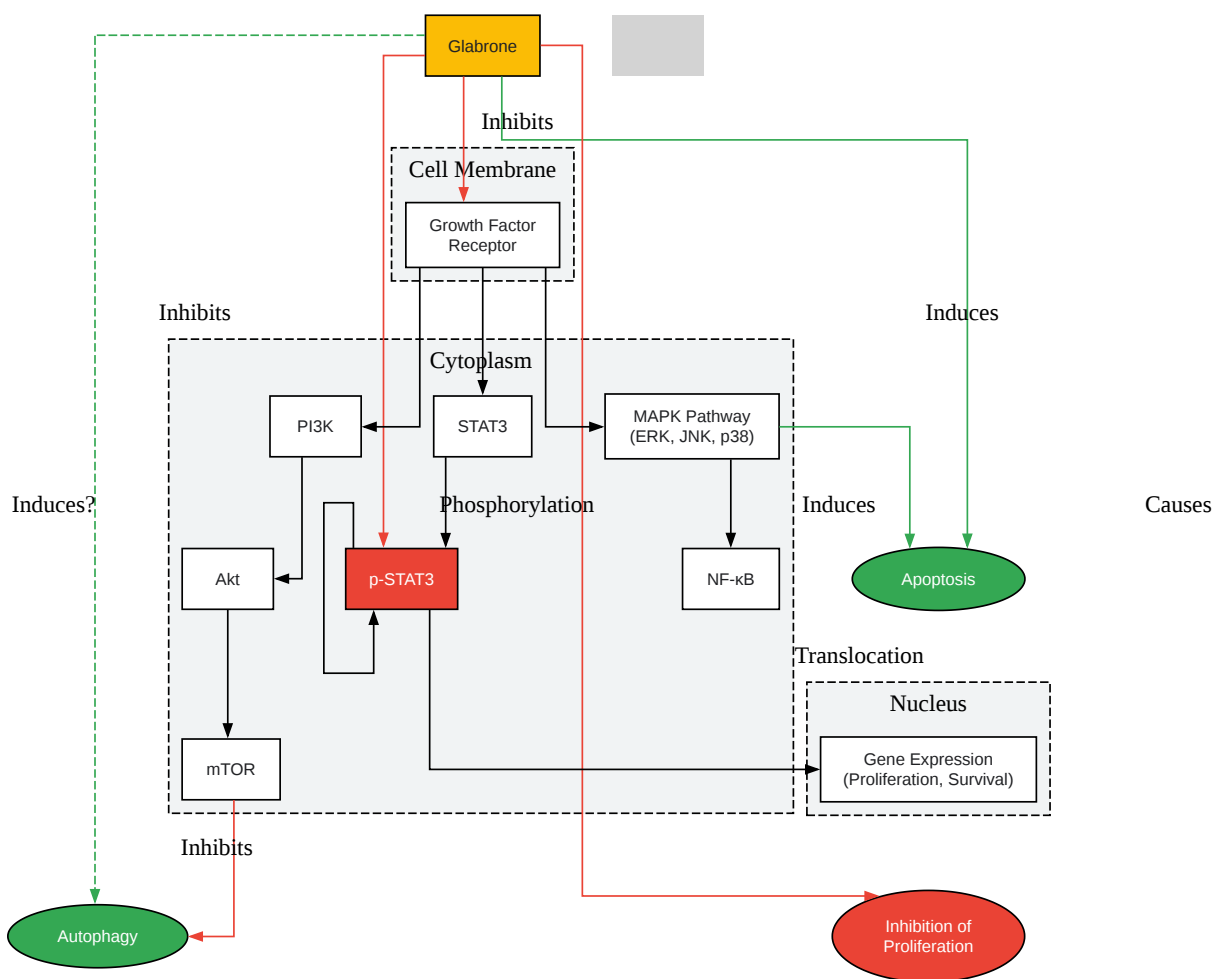 Glabrone
Inhibits
Cell Membrane
Growth Factor
Receptor
Inhibits
Induces
Cytoplasm
PI3K
STAT3
MAPK Pathway
(ERK, JNK, p38)
Induces?
Phosphorylation
Induces
Causes
Akt
p-STAT3
NF-κB
Apoptosis
Translocation
Nucleus
mTOR
Gene Expression
(Proliferation, Survival)
Inhibits
Autophagy
Inhibition of
Proliferation